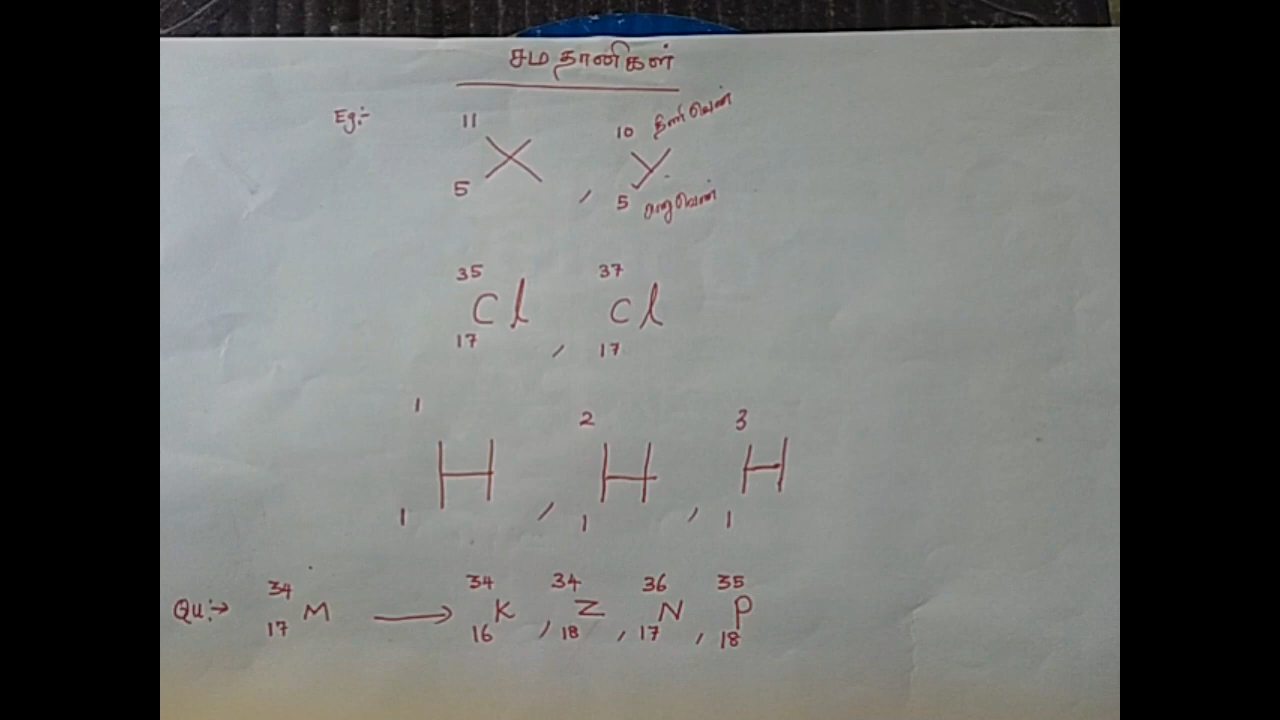 சமதானிகள்
Eg:- 11 5 X , 10 5 Y திணிவெண் அணுவெண்
35 17 Cl , 37 17 Cl
1 1 H , 2 1 H , 3 1 H
Qu:→ 34 17 M → 34 16 K , 34 18 Z , 36 17 N , 35 18 P